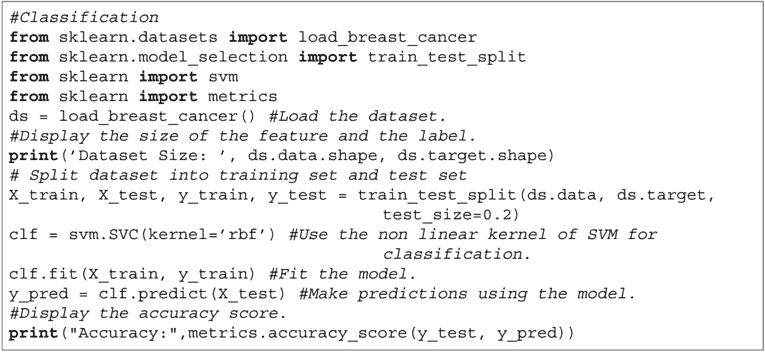 #Classification
from sklearn.datasets import load_breast_cancer
from sklearn.model_selection import train_test_split
from sklearn import svm
from sklearn import metrics
ds = load_breast_cancer() #Load the dataset.
#Display the size of the feature and the label.
print('Dataset Size: ', ds.data.shape, ds.target.shape)
# Split dataset into training set and test set
X_train, X_test, y_train, y_test = train_test_split(ds.data, ds.target,
test_size=0.2)
clf = svm.SVC(kernel='rbf') #Use the non linear kernel of SVM for
classification.
clf.fit(X_train, y_train) #Fit the model.
y_pred = clf.predict(X_test) #Make predictions using the model.
#Display the accuracy score.
print("Accuracy:",metrics.accuracy_score(y_test, y_pred))